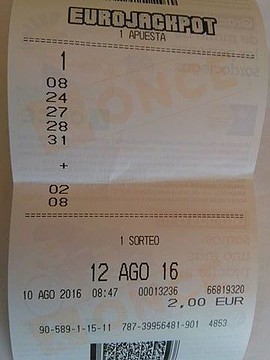 EUROJACKPOT
1 APUESTA
1
08
24
27
28
31
+
02
08
1 SORTEO
12 AGO 16
10 AGO 2016 08:47 00013236 66819320
2,00 EUR
90-589-1-15-11 787-39956481-901 4853